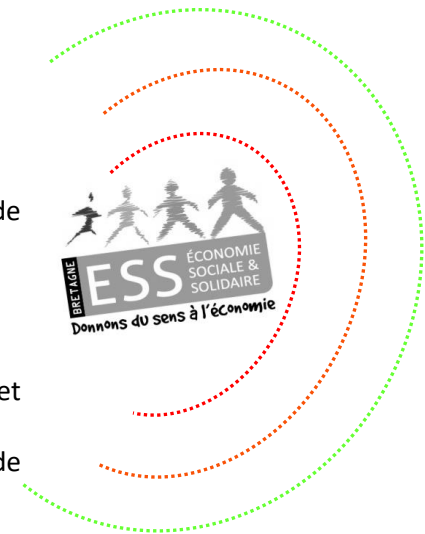 de
BRETAGNE
ESS
ÉCONOMIE
SOCIALE &
SOLIDAIRE
Donnons du sens à l'économie
et
de